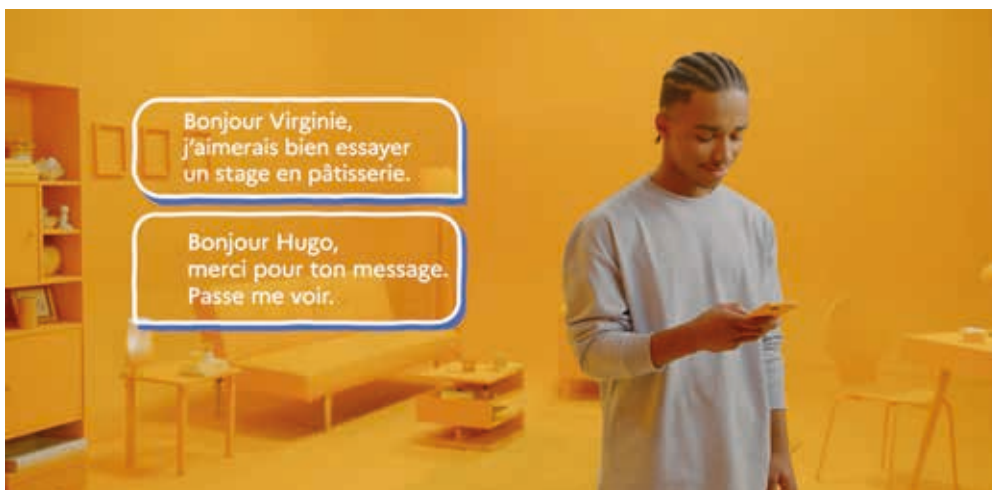 Bonjour Virginie,
j'aimerais bien essayer
un stage en pâtisserie.
Bonjour Hugo,
merci pour ton message.
Passe me voir.